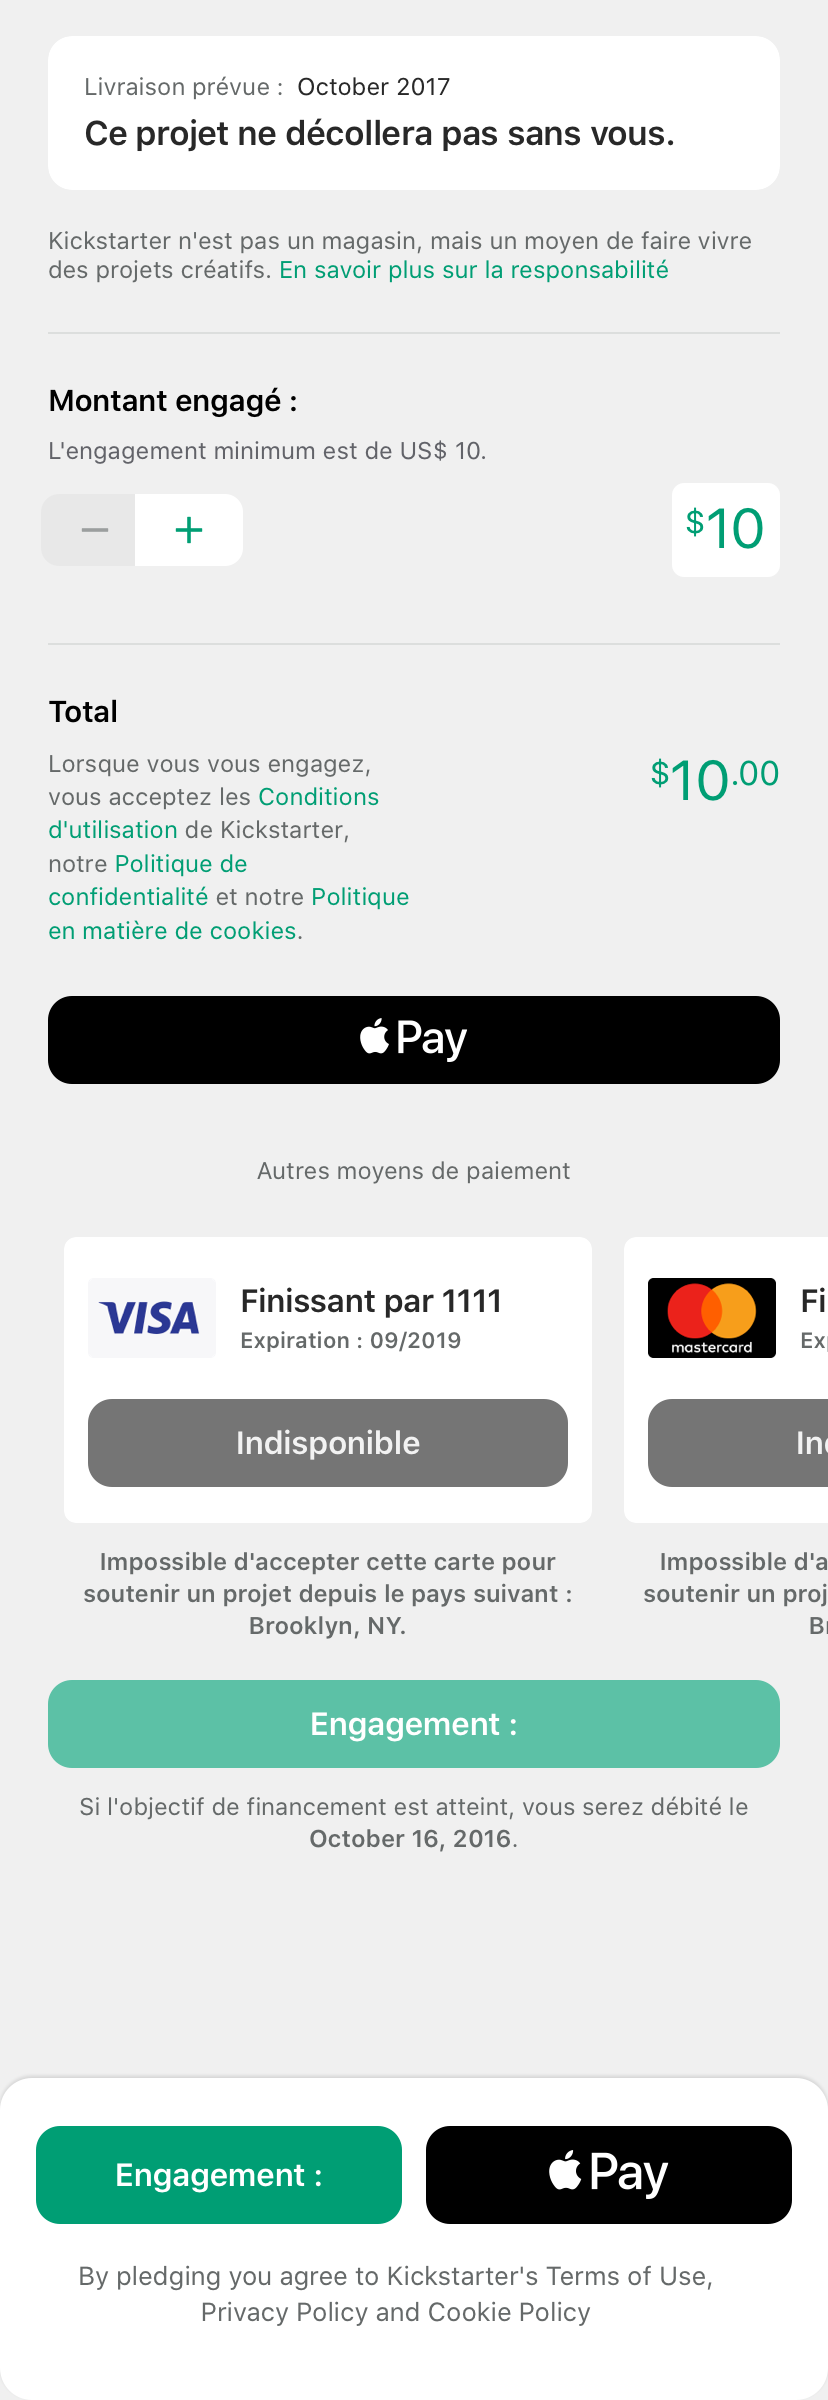 Livraison prévue : October 2017
Ce projet ne décollera pas sans vous.
Kickstarter n'est pas un magasin, mais un moyen de faire vivre
des projets créatifs. En savoir plus sur la responsabilité
Montant engagé :
L'engagement minimum est de US$ 10.
− +
$10
Total
Lorsque vous vous engagez,
vous acceptez les Conditions
d'utilisation de Kickstarter,
notre Politique de
confidentialité et notre Politique
en matière de cookies.
$10.00
Pay
Autres moyens de paiement
VISA
Finissant par 1111
Expiration : 09/2019
Indisponible
Impossible d'accepter cette carte pour
soutenir un projet depuis le pays suivant :
Brooklyn, NY.
mastercard
Fi
Ex
In
Impossible d'a
soutenir un proj
B
Engagement :
Si l'objectif de financement est atteint, vous serez débité le
October 16, 2016.
Engagement :
Pay
By pledging you agree to Kickstarter's Terms of Use,
Privacy Policy and Cookie Policy